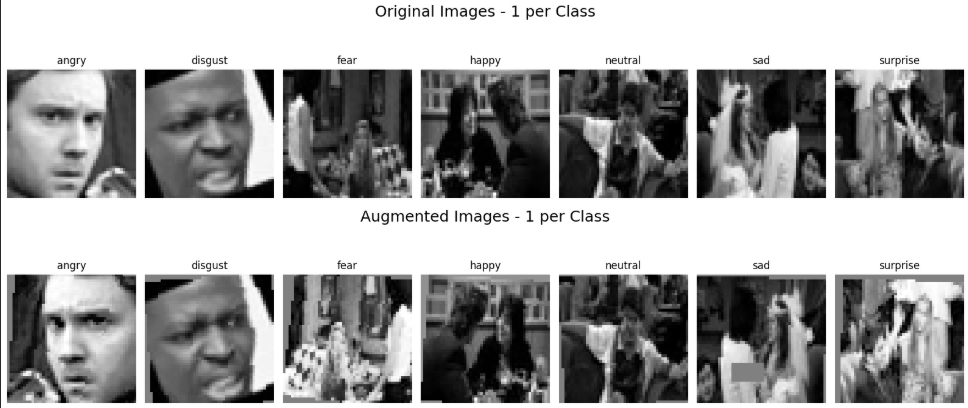 Original Images - 1 per Class
angry disgust fear happy neutral sad surprise
Augmented Images - 1 per Class
angry disgust fear happy neutral sad surprise